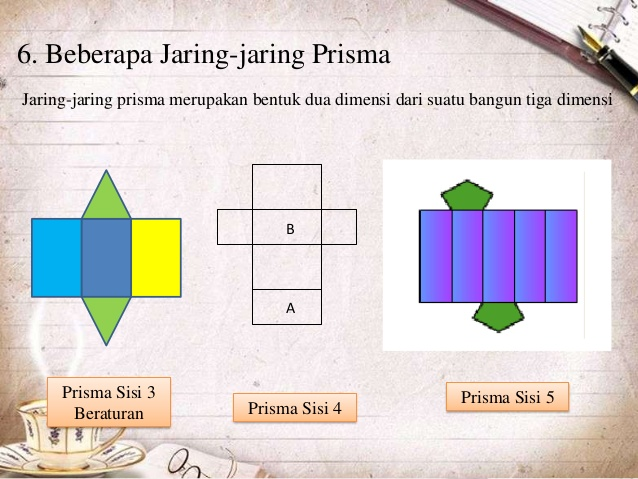 6. Beberapa Jaring-jaring Prisma
Jaring-jaring prisma merupakan bentuk dua dimensi dari suatu bangun tiga dimensi
B
A
Prisma Sisi 3
Beraturan
Prisma Sisi 4
Prisma Sisi 5